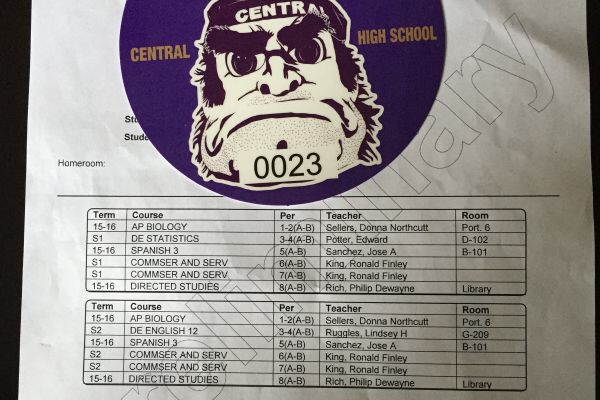 CENTRAL
CENTRAL HIGH SCHOOL
0023
Homeroom:
Term Course Per Teacher Room
15-16 AP BIOLOGY 1-2(A-B) Sellers, Donna Northcutt Port. 6
S1 DE STATISTICS 3-4(A-B) Potter, Edward D-102
15-16 SPANISH 3 5(A-B) Sanchez, Jose A B-101
S1 COMMSER AND SERV 6(A-B) King, Ronald Finley
S1 COMMSER AND SERV 7(A-B) King, Ronald Finley
15-16 DIRECTED STUDIES 8(A-B) Rich, Philip Dewayne Library
Term Course Per Teacher Room
15-16 AP BIOLOGY 1-2(A-B) Sellers, Donna Northcutt Port. 6
S2 DE ENGLISH 12 3-4(A-B) Ruggles, Lindsey H G-209
15-16 SPANISH 3 5(A-B) Sanchez, Jose A B-101
S2 COMMSER AND SERV 6(A-B) King, Ronald Finley
S2 COMMSER AND SERV 7(A-B) King, Ronald Finley
15-16 DIRECTED STUDIES 8(A-B) Rich, Philip Dewayne Library